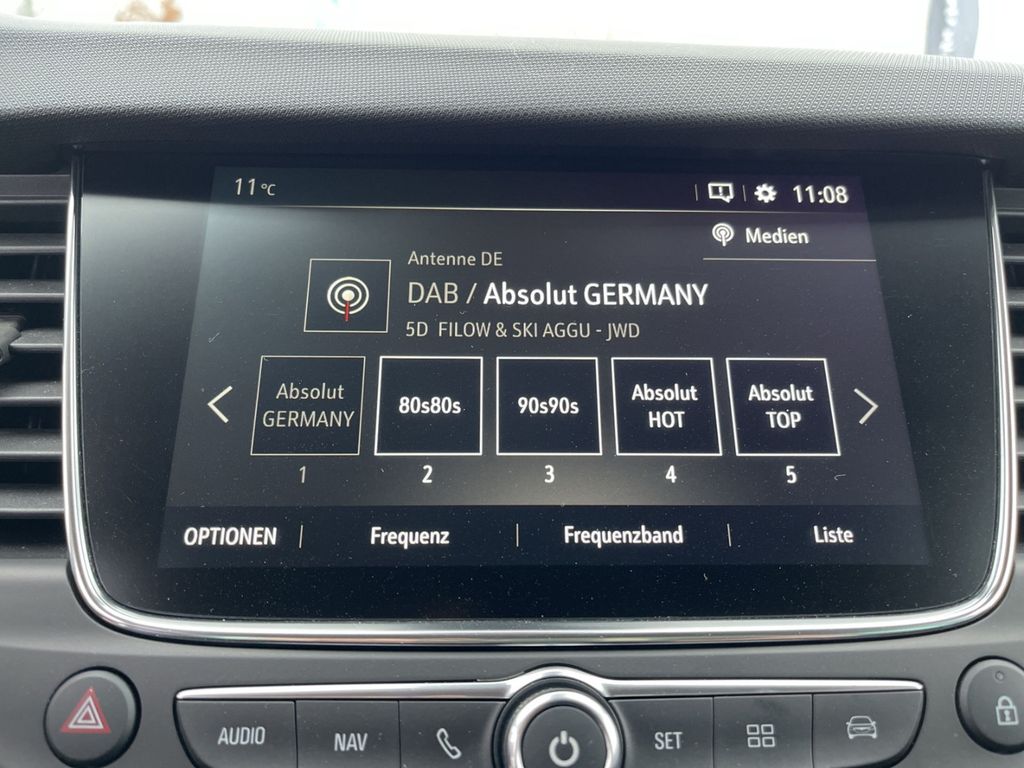 11 °C
11:08
Medien
Antenne DE
DAB / Absolut GERMANY
5D FILOW & SKI AGGU - JWD
Absolut GERMANY
80s80s
90s90s
Absolut HOT
Absolut TOP
1 2 3 4 5
OPTIONEN Frequenz Frequenzband Liste
AUDIO NAV SET